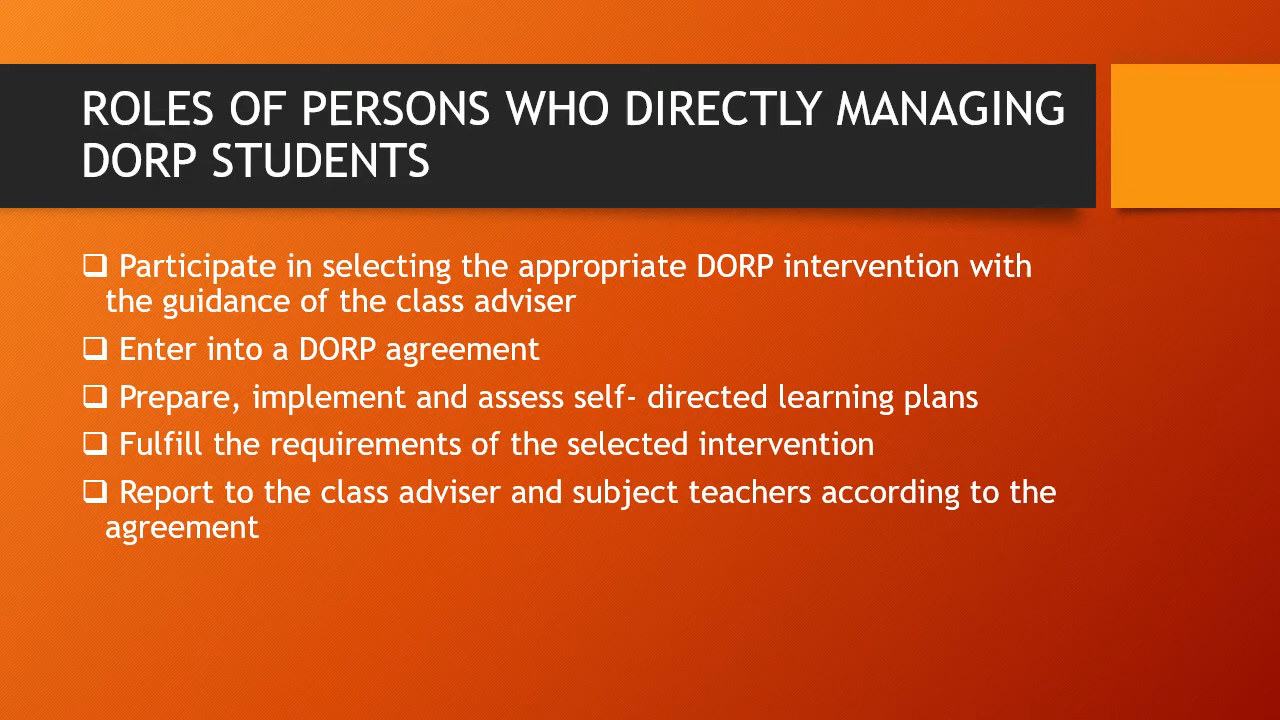 ROLES OF PERSONS WHO DIRECTLY MANAGING
DORP STUDENTS
❑ Participate in selecting the appropriate DORP intervention with
the guidance of the class adviser
❑ Enter into a DORP agreement
❑ Prepare, implement and assess self- directed learning plans
❑ Fulfill the requirements of the selected intervention
❑ Report to the class adviser and subject teachers according to the
agreement